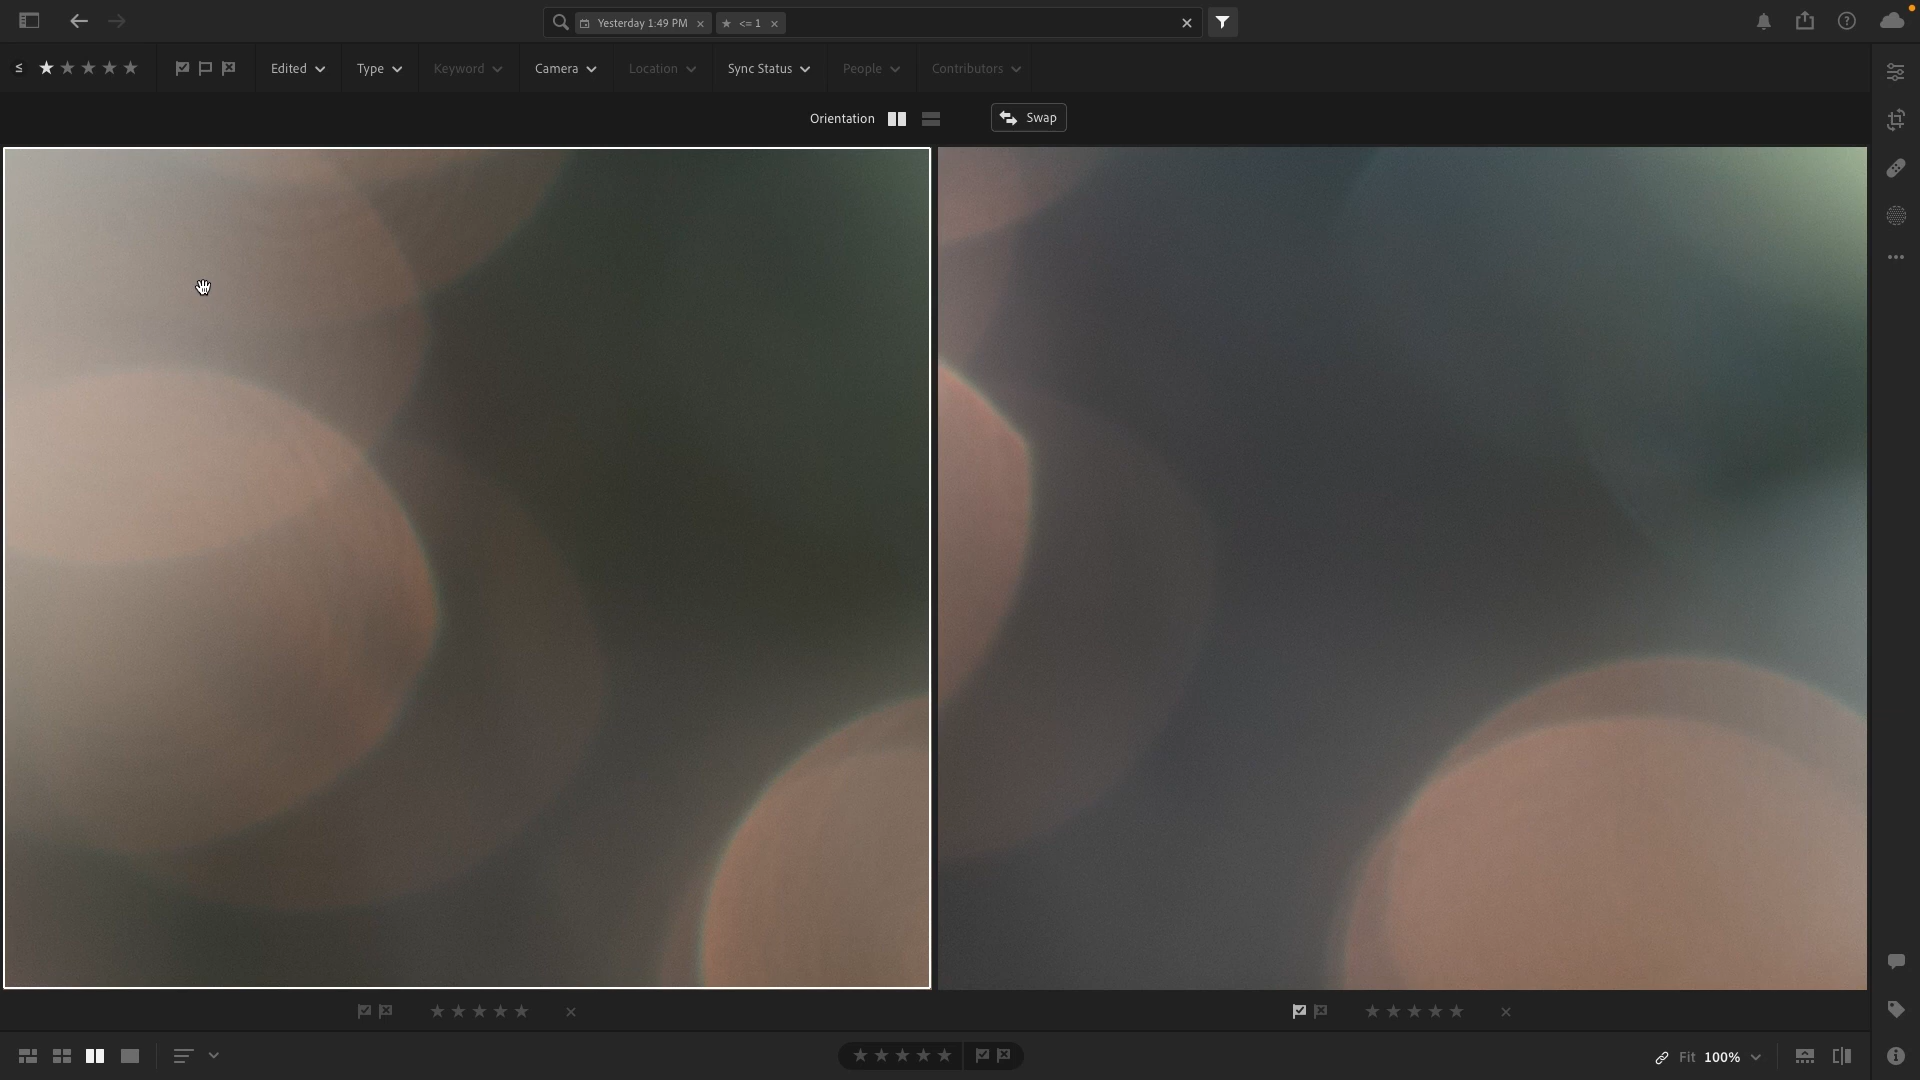 Yesterday 1:49 PM
<= 1
≤
Edited
Type
Keyword
Camera
Location
Sync Status
People
Contributors
Orientation
Swap
Fit
100%